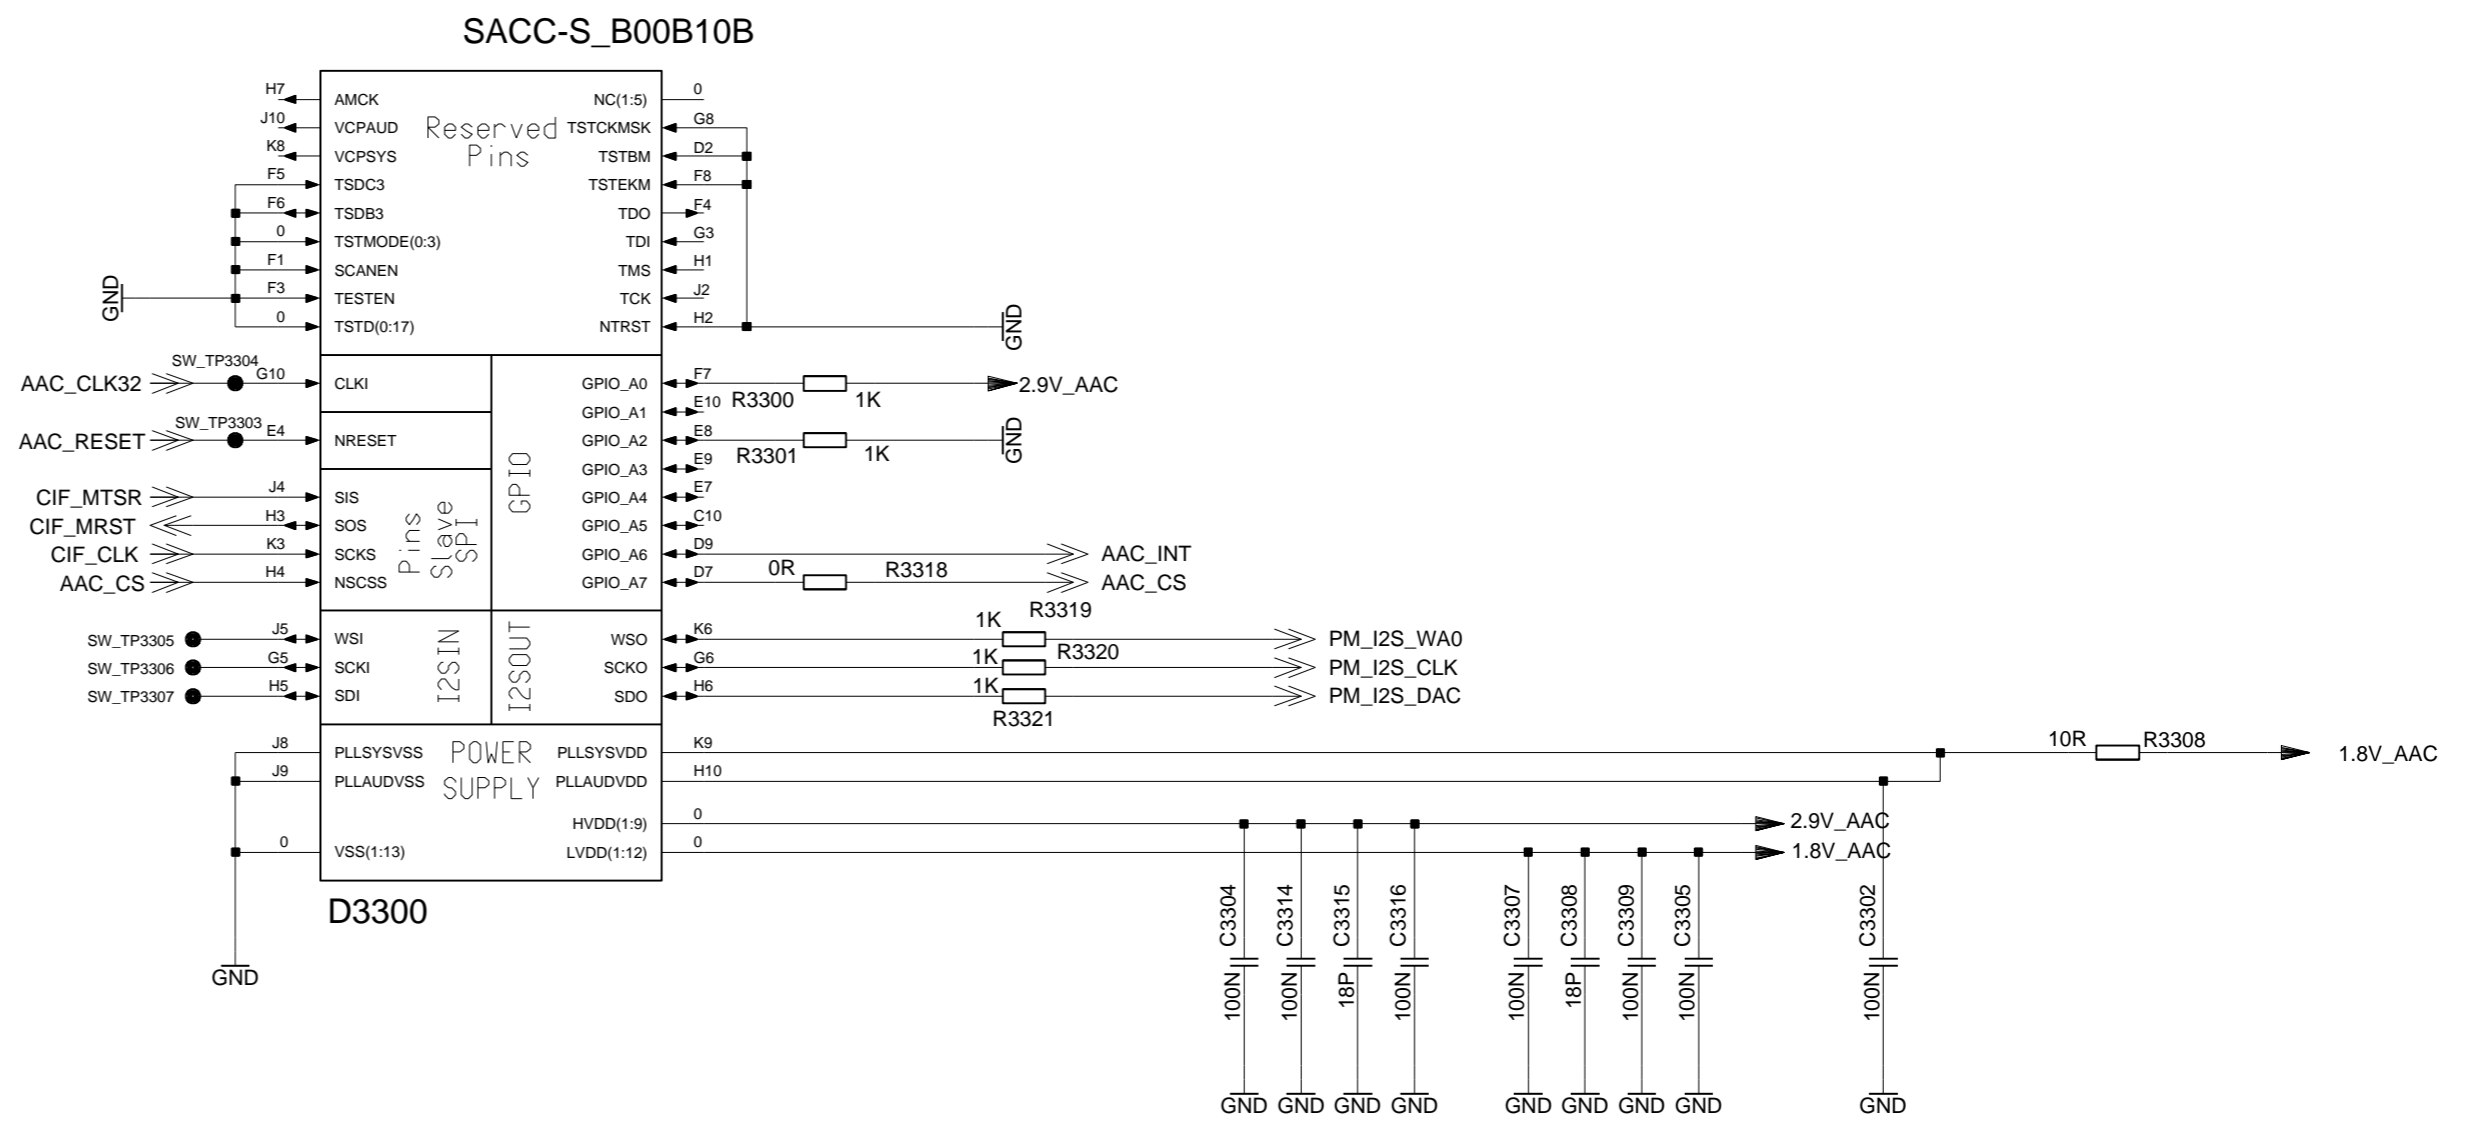 SACC-S_B00B10B
H7 AMCK NC(1:5) 0
J10 VCPAUD Reserved TSTCKMSK G8
K8 VCPSYS Pins TSTBM D2
F5 TSDC3 TSTEKM F8
F6 TSDB3 TDO F4
0 TSTMODE(0:3) TDI G3
F1 SCANEN TMS H1
GND F3 TESTEN TCK J2
0 TSTD(0:17) NTRST H2 GND
SW_TP3304
AAC_CLK32 G10 CLKI GPIO_A0 F7 2.9V_AAC
R3300 1K
GPIO_A1 E10
SW_TP3303
AAC_RESET E4 NRESET GPIO_A2 E8 GND
R3301 1K
GPIO
GPIO_A3 E9
CIF_MTSR J4 SIS GPIO_A4 E7
CIF_MRST H3 SOS GPIO_A5 C10
CIF_CLK K3 SCKS GPIO_A6 D9 AAC_INT
AAC_CS H4 NSCSS GPIO_A7 D7 0R R3318 AAC_CS
Pins
Slave
SPI
1K R3319
SW_TP3305 J5 WSI WSO K6 PM_I2S_WA0
1K R3320
SW_TP3306 G5 SCKI SCKO G6 PM_I2S_CLK
1K
SW_TP3307 H5 SDI SDO H6 PM_I2S_DAC
R3321
I2SIN
I2SOUT
J8 PLLSYSVSS POWER PLLSYSVDD K9 10R R3308 1.8V_AAC
J9 PLLAUDVSS SUPPLY PLLAUDVDD H10
HVDD(1:9) 0 2.9V_AAC
0 VSS(1:13) LVDD(1:12) 0 1.8V_AAC
D3300
GND
C3304 C3314 C3315 C3316 C3307 C3308 C3309 C3305 C3302
100N 100N 18P 100N 100N 18P 100N 100N 100N
GND GND GND GND GND GND GND GND GND